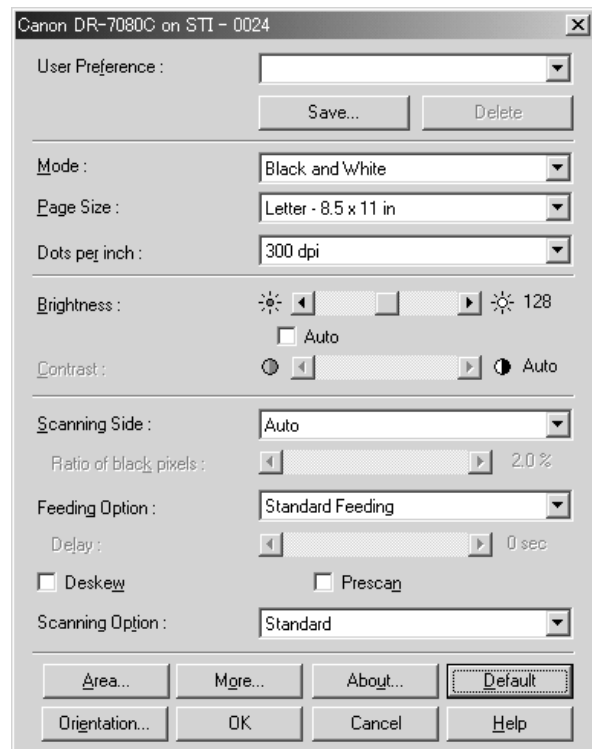 Canon DR-7080C on STI - 0024
User Preference :
Save... Delete
Mode : Black and White
Page Size : Letter - 8.5 x 11 in
Dots per inch : 300 dpi
Brightness : 128
Auto
Contrast : Auto
Scanning Side : Auto
Ratio of black pixels : 2.0 %
Feeding Option : Standard Feeding
Delay : 0 sec
Deskew Prescan
Scanning Option : Standard
Area... More... About... Default
Orientation... OK Cancel Help